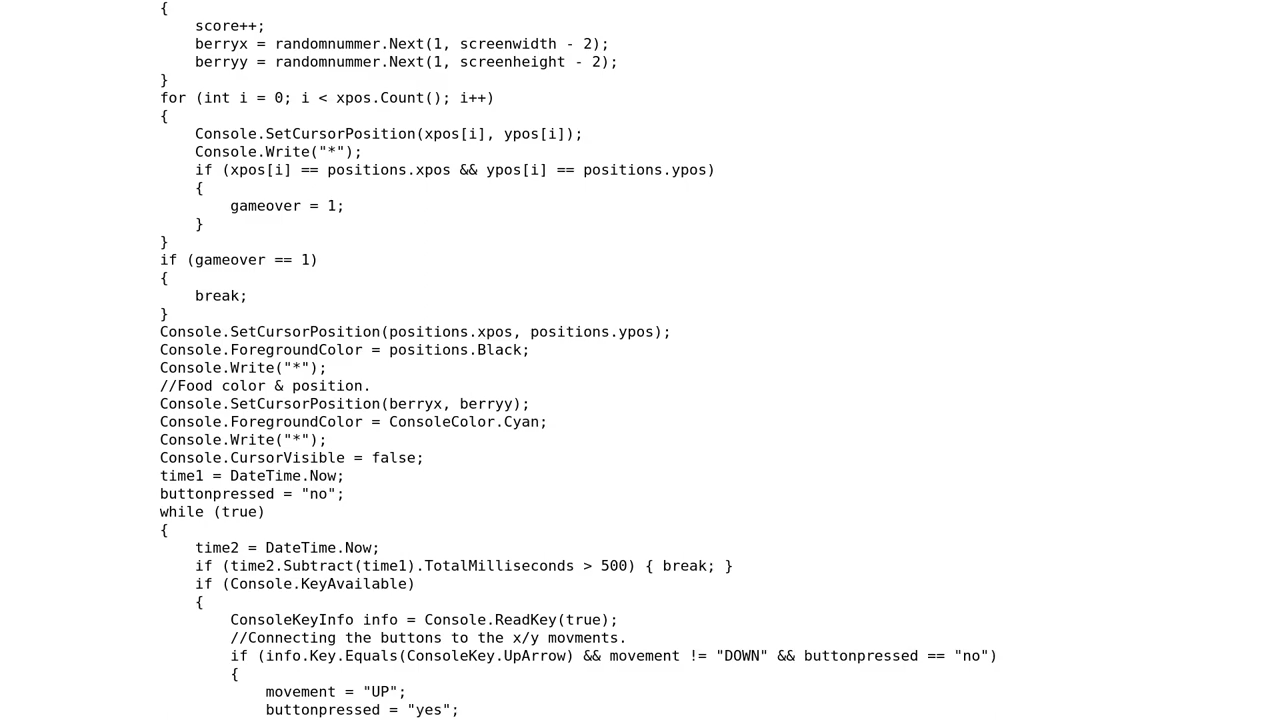 {
    score++;
    berryx = randomnummer.Next(1, screenwidth - 2);
    berryy = randomnummer.Next(1, screenheight - 2);
}
for (int i = 0; i < xpos.Count(); i++)
{
    Console.SetCursorPosition(xpos[i], ypos[i]);
    Console.Write("*");
    if (xpos[i] == positions.xpos && ypos[i] == positions.ypos)
    {
        gameover = 1;
    }
}
if (gameover == 1)
{
    break;
}
Console.SetCursorPosition(positions.xpos, positions.ypos);
Console.ForegroundColor = positions.Black;
Console.Write("*");
//Food color & position.
Console.SetCursorPosition(berryx, berryy);
Console.ForegroundColor = ConsoleColor.Cyan;
Console.Write("*");
Console.CursorVisible = false;
time1 = DateTime.Now;
buttonpressed = "no";
while (true)
{
    time2 = DateTime.Now;
    if (time2.Subtract(time1).TotalMilliseconds > 500) { break; }
    if (Console.KeyAvailable)
    {
        ConsoleKeyInfo info = Console.ReadKey(true);
        //Connecting the buttons to the x/y movments.
        if (info.Key.Equals(ConsoleKey.UpArrow) && movement != "DOWN" && buttonpressed == "no")
        {
            movement = "UP";
            buttonpressed = "yes";